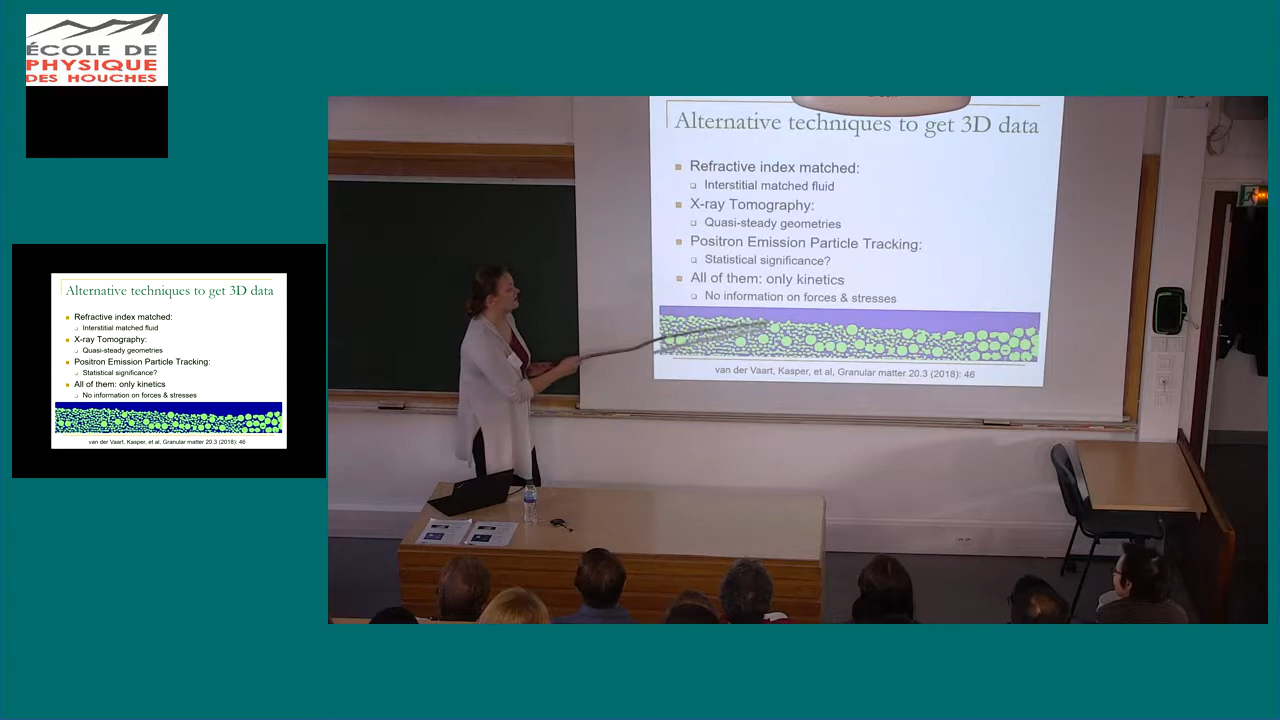 ÉCOLE DE
PHYSIQUE
DES HOUCHES
Alternative techniques to get 3D data
Refractive index matched:
Interstitial matched fluid
X-ray Tomography:
Quasi-steady geometries
Positron Emission Particle Tracking:
Statistical significance?
All of them: only kinetics
No information on forces & stresses
van der Vaart, Kasper, et al, Granular matter 20.3 (2018): 46
Alternative techniques to get 3D data
Refractive index matched:
Interstitial matched fluid
X-ray Tomography:
Quasi-steady geometries
Positron Emission Particle Tracking:
Statistical significance?
All of them: only kinetics
No information on forces & stresses
van der Vaart, Kasper, et al, Granular matter 20.3 (2018): 46